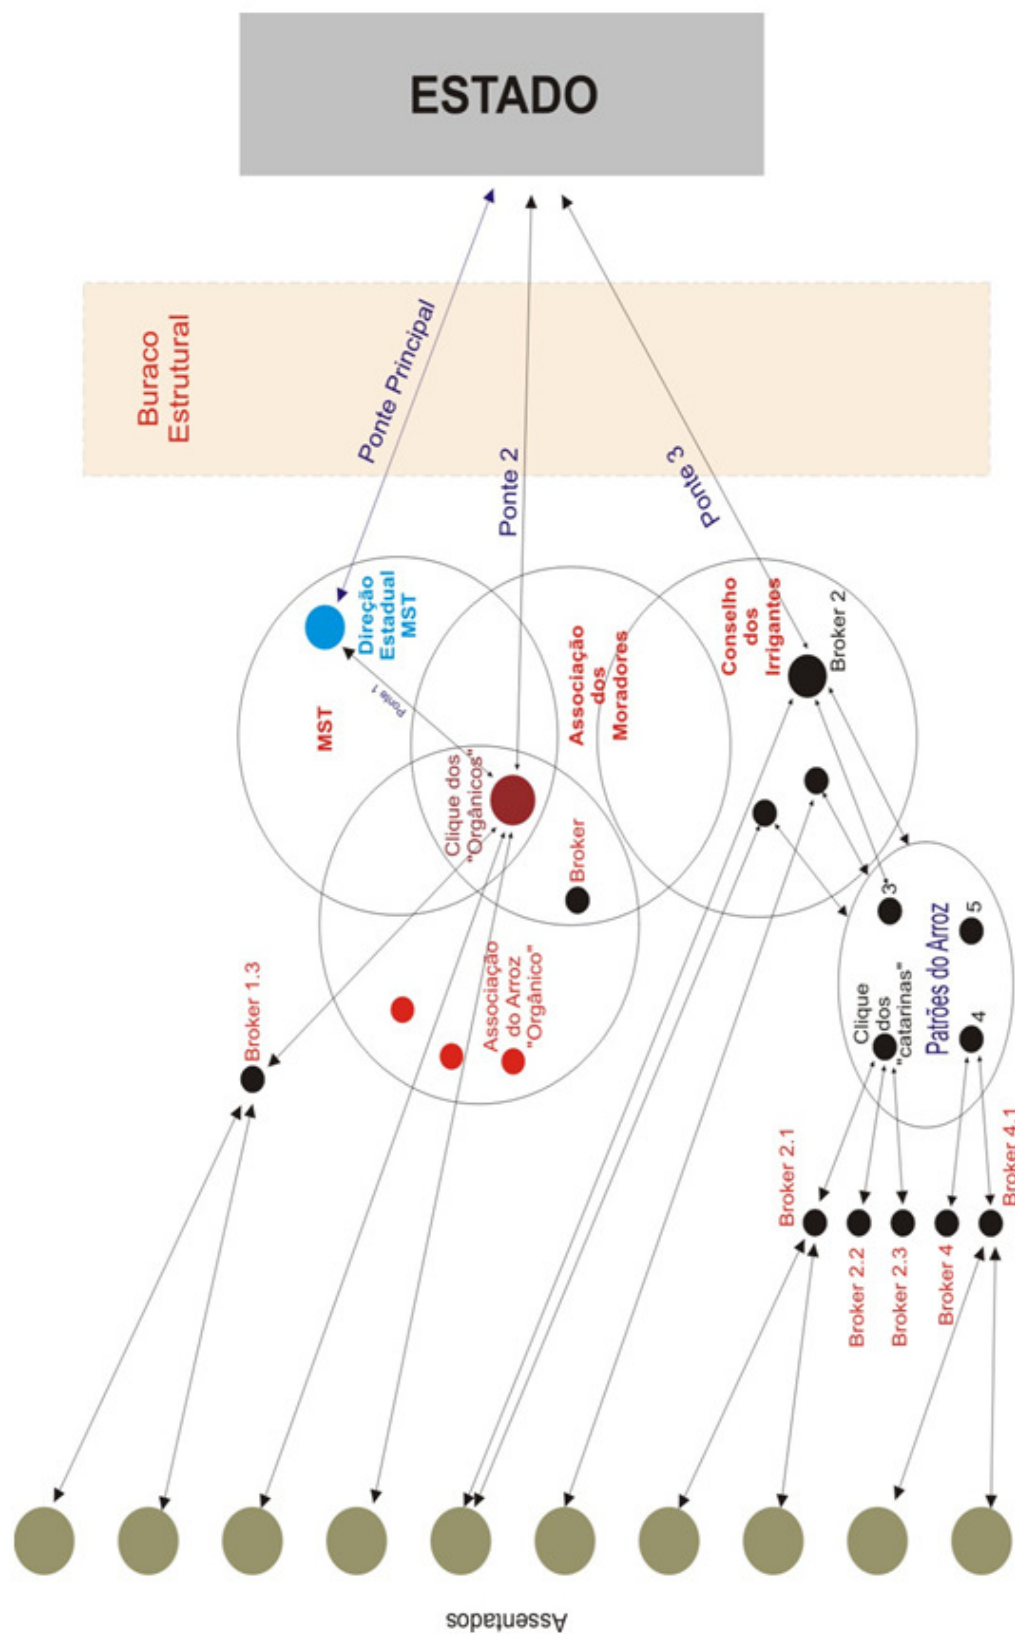 ESTADO
Buraco
Estrutural
Ponte Principal
Ponte 2
Ponte 3
Direção
Estadual
MST
MST
Ponte 1
Associação
dos
Moradores
Conselho
dos
Irrigantes
Broker 2
Clique dos
"Orgânicos"
Broker
Associação
do Arroz
"Orgânico"
Broker 1.3
3
Clique
dos
"catarinas"
Patrões do Arroz
5
4
Broker 2.1
Broker 2.2
Broker 2.3
Broker 4
Broker 4.1
Assentados